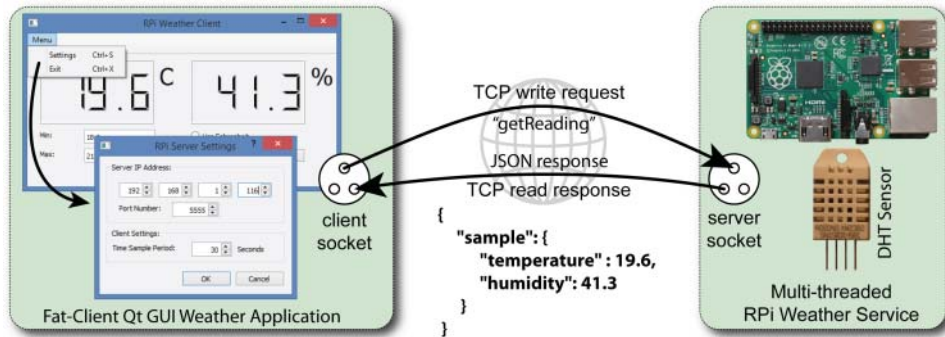 RPi Weather Client
Menu
Settings Ctrl+S
Exit Ctrl+X
19.6 C
41.3 %
Min:
Max:
RPi Server Settings
Server IP Address:
192 168 1 116
Port Number: 5555
Client Settings:
Time Sample Period: 30 Seconds
OK Cancel
Fat-Client Qt GUI Weather Application
client
socket
TCP write request
“getReading”
JSON response
TCP read response
{
"sample": {
"temperature" : 19.6,
"humidity": 41.3
}
}
server
socket
HDMI
DHT Sensor
Multi-threaded
RPi Weather Service